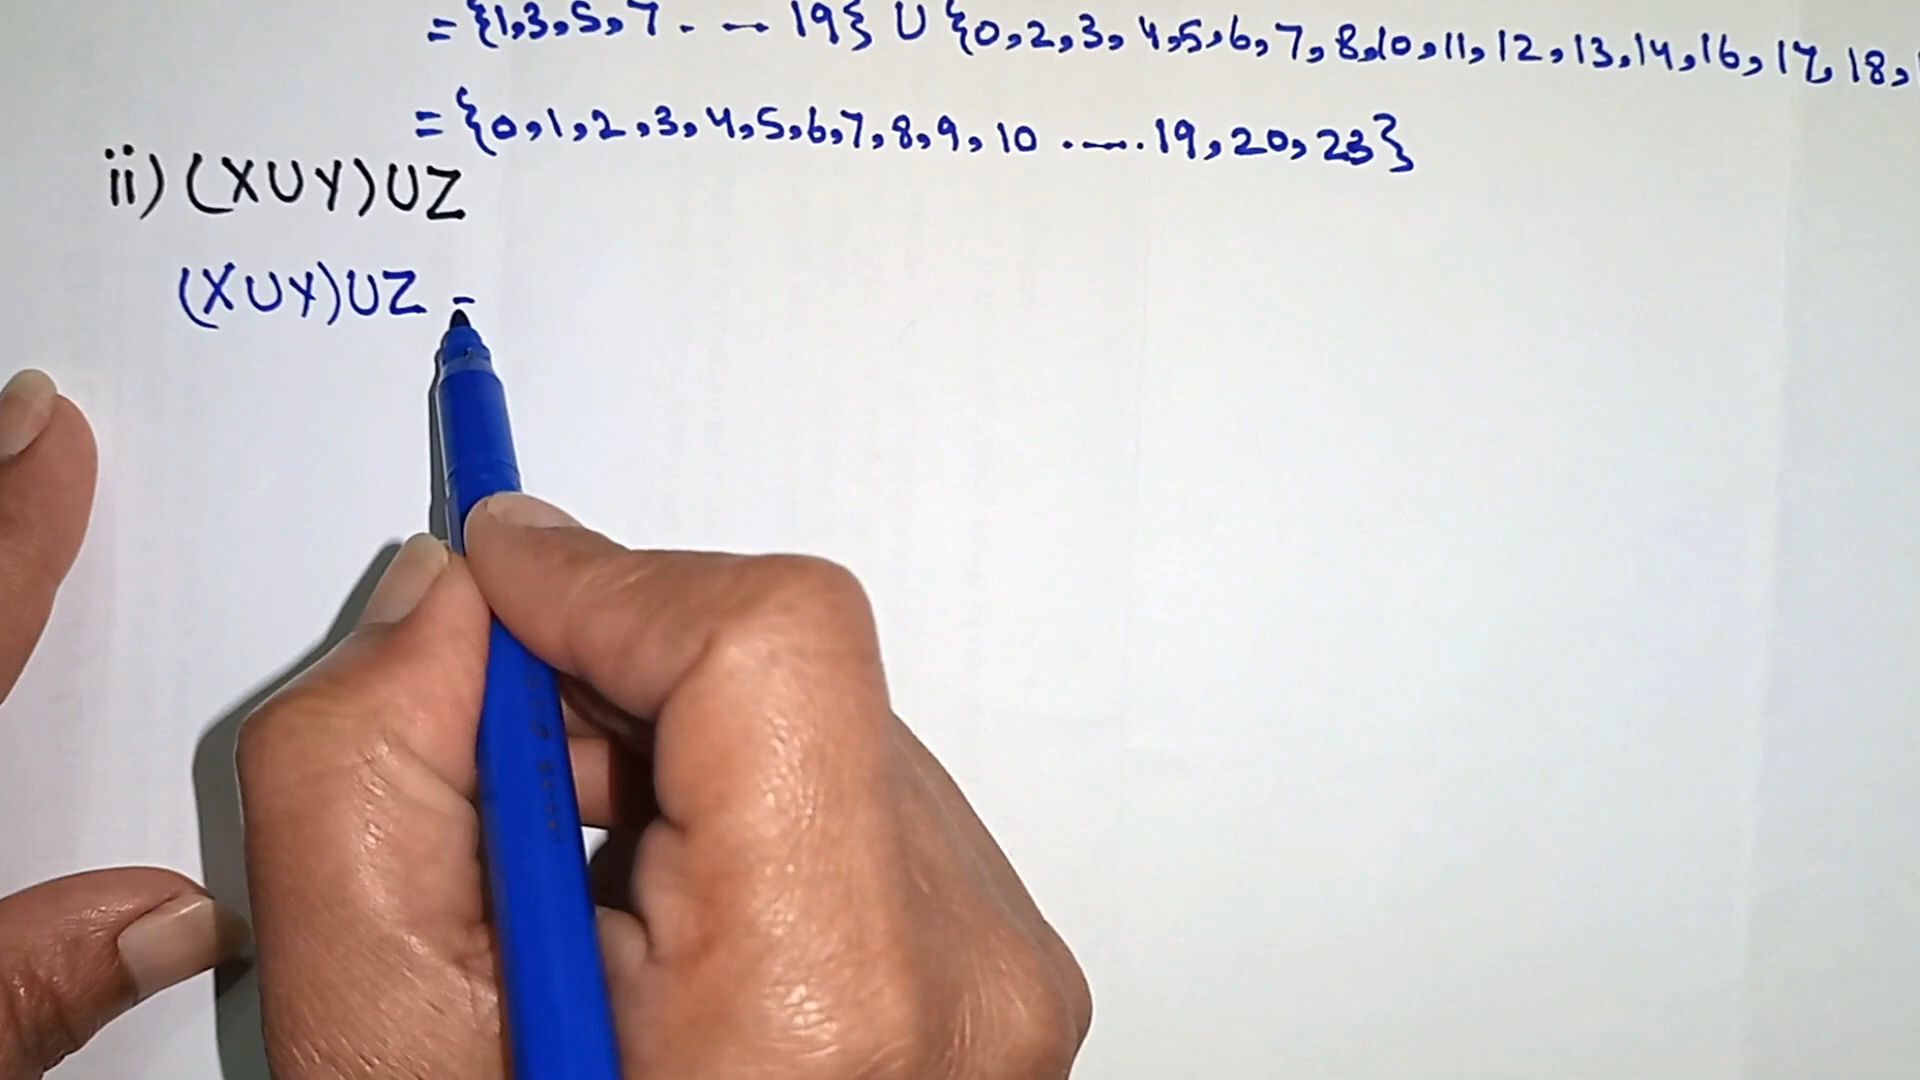 = {1,3,5,7. .... 19} ∪ {0,2,3,4,5,6,7,8,10,11,12,13,14,16,17,18,
= {0,1,2,3,4,5,6,7,8,9,10 ......19,20,23}
ii) (X∪Y)∪Z
(X∪Y)∪Z =